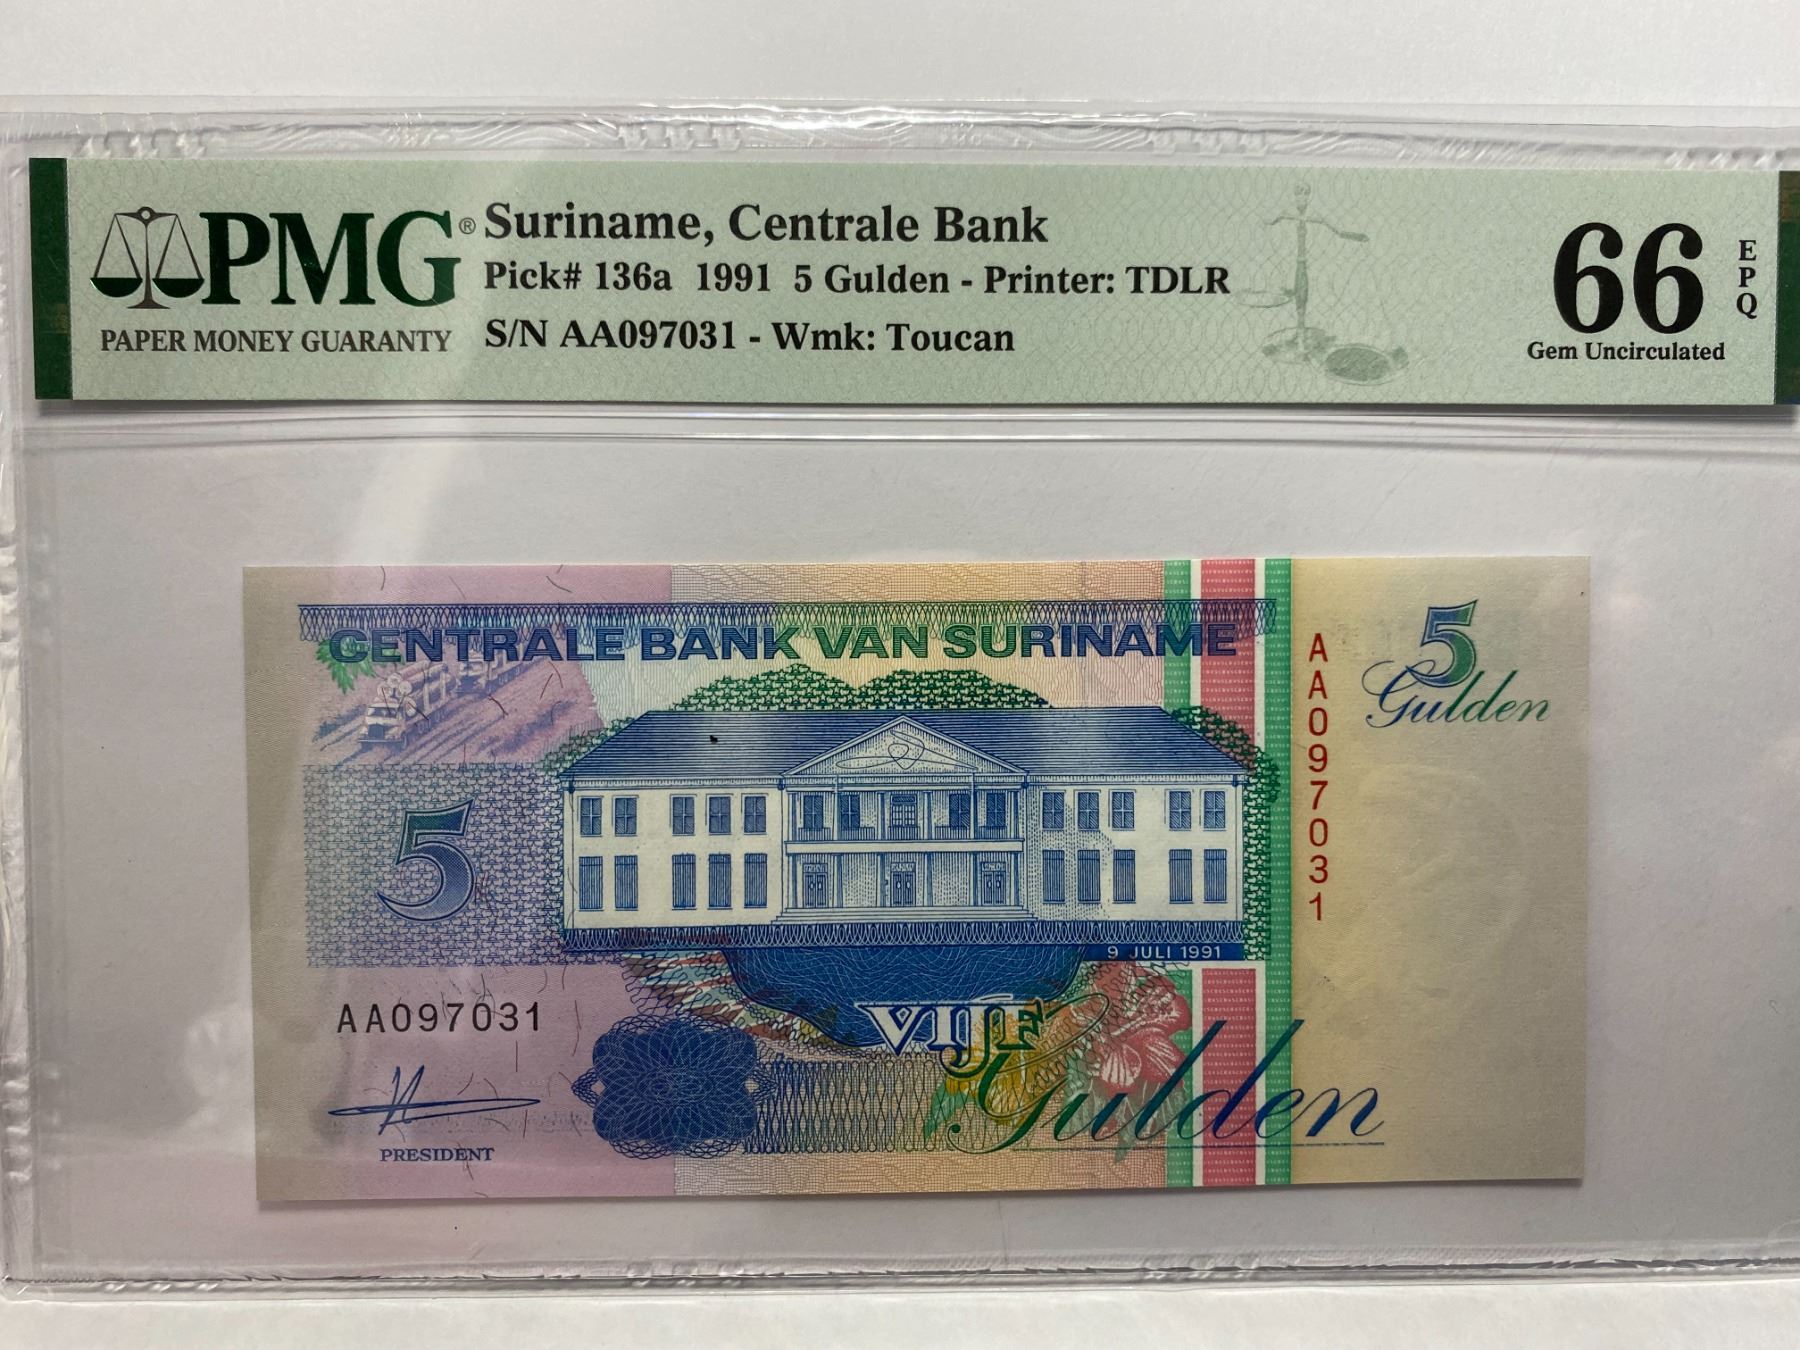 PMG®
PAPER MONEY GUARANTY
Suriname, Centrale Bank
Pick# 136a 1991 5 Gulden - Printer: TDLR
S/N AA097031 - Wmk: Toucan
66 EPQ
Gem Uncirculated
CENTRALE BANK VAN SURINAME
5
Gulden
AA097031
5
9 JULI 1991
AA097031
VIJF
Gulden
PRESIDENT